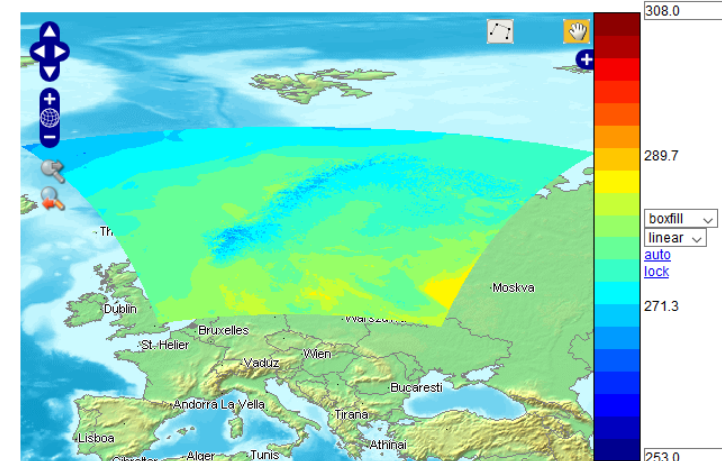 308.0
289.7
boxfill
linear
auto
lock
271.3
253.0
Th
Moskva
Dublin
Bruxelles
St. Helier
Wien
Vaduz
Bucaresti
Andorra La Vella
Tirana
Lisboa
Athinai
Alger
Tunis